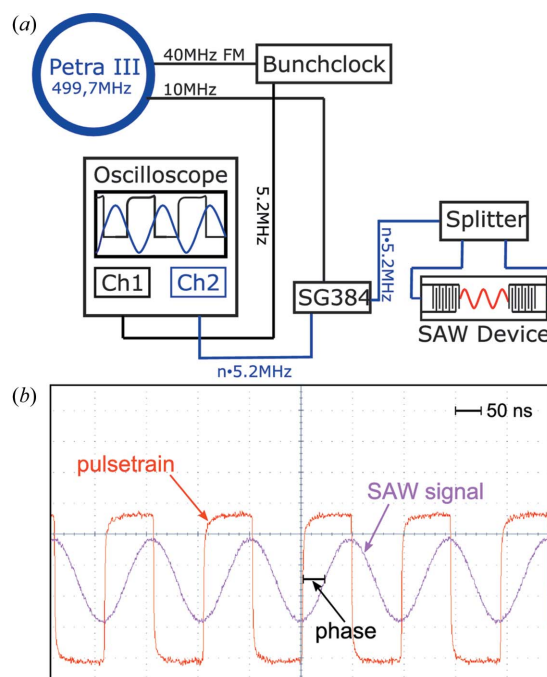 (a)
Petra III
499,7MHz
40MHz FM
10MHz
Bunchclock
5.2MHz
Oscilloscope
Ch1
Ch2
n•5.2MHz
SG384
n•5.2MHz
Splitter
SAW Device
(b)
50 ns
pulsetrain
SAW signal
phase